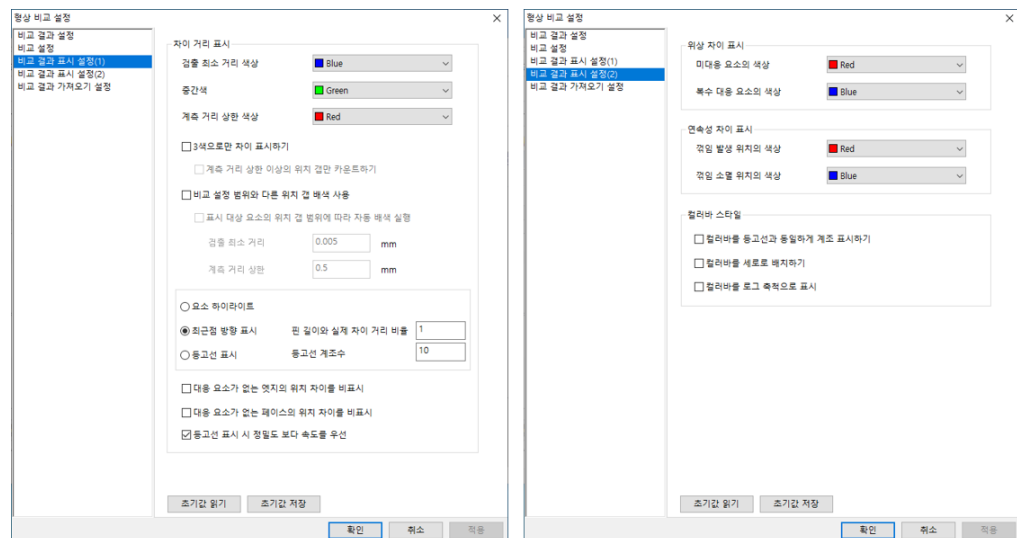 형상 비교 설정
비교 결과 설정
비교 설정
비교 결과 표시 설정(1)
비교 결과 표시 설정(2)
비교 결과 가져오기 설정
차이 거리 표시
검출 최소 거리 색상
Blue
중간색
Green
계측 거리 상한 색상
Red
3색으로만 차이 표시하기
계측 거리 상한 이상의 위치 갭만 카운트하기
비교 설정 범위와 다른 위치 갭 배색 사용
표시 대상 요소의 위치 갭 범위에 따라 자동 배색 실행
검출 최소 거리
0.005
mm
계측 거리 상한
0.5
mm
요소 하이라이트
최근점 방향 표시
핀 길이와 실제 차이 거리 비율
1
등고선 표시
등고선 계조수
10
대응 요소가 없는 엣지의 위치 차이를 비표시
대응 요소가 없는 페이스의 위치 차이를 비표시
등고선 표시 시 정밀도 보다 속도를 우선
초기값 읽기
초기값 저장
확인
취소
적용
형상 비교 설정
비교 결과 설정
비교 설정
비교 결과 표시 설정(1)
비교 결과 표시 설정(2)
비교 결과 가져오기 설정
위상 차이 표시
미대응 요소의 색상
Red
복수 대응 요소의 색상
Blue
연속성 차이 표시
꺾임 발생 위치의 색상
Red
꺾임 소멸 위치의 색상
Blue
컬러바 스타일
컬러바를 등고선과 동일하게 계조 표시하기
컬러바를 세로로 배치하기
컬러바를 로그 축적으로 표시
초기값 읽기
초기값 저장
확인
취소
적용